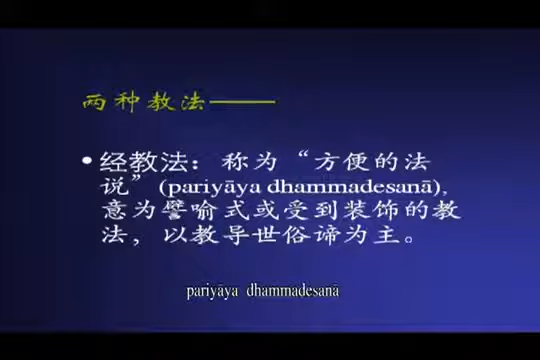 两种教法——
•经教法：称为“方便的法
说”(pariyāya dhammadesanā),
意为譬喻式或受到装饰的教
法，以教导世俗谛为主。
pariyāya dhammadesanā